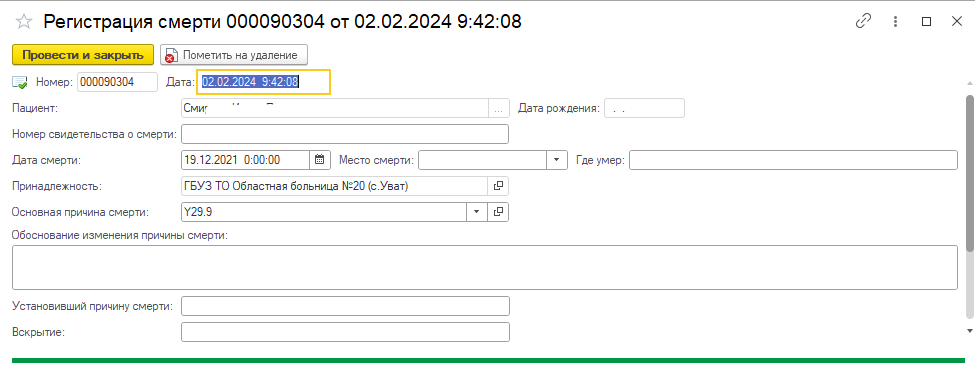 Регистрация смерти 000090304 от 02.02.2024 9:42:08
Провести и закрыть Пометить на удаление
Номер: 000090304 Дата: 02.02.2024 9:42:08
Пациент: ... Дата рождения: . .
Номер свидетельства о смерти:
Дата смерти: 19.12.2021 0:00:00 Место смерти: Где умер:
Принадлежность: ГБУЗ ТО Областная больница №20 (с.Уват)
Основная причина смерти: Y29.9
Обоснование изменения причины смерти:
Установивший причину смерти:
Вскрытие: